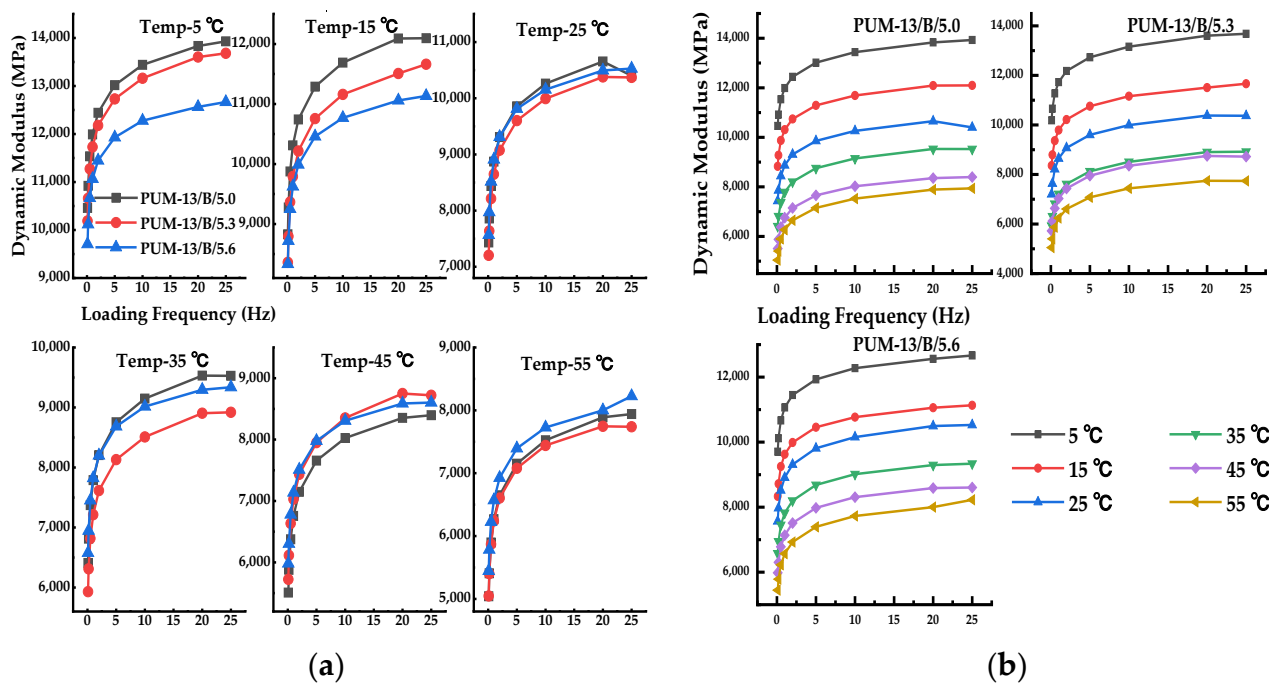 Temp-5 ℃
Temp-15 ℃
Temp-25 ℃
Dynamic Modulus (MPa)
14,000
13,000
12,000
11,000
10,000
9,000
12,000
11,000
10,000
9,000
11,000
10,000
9,000
8,000
7,000
PUM-13/B/5.0
PUM-13/B/5.3
PUM-13/B/5.6
0 5 10 15 20 25
0 5 10 15 20 25
0 5 10 15 20 25
Loading Frequency (Hz)
Temp-35 ℃
Temp-45 ℃
Temp-55 ℃
10,000
9,000
8,000
7,000
6,000
9,000
8,000
7,000
6,000
8,000
7,000
6,000
5,000
0 5 10 15 20 25
0 5 10 15 20 25
0 5 10 15 20 25
(a)
PUM-13/B/5.0
PUM-13/B/5.3
Dynamic Modulus (MPa)
14,000
12,000
10,000
8,000
6,000
14,000
12,000
10,000
8,000
6,000
4,000
0 5 10 15 20 25
0 5 10 15 20 25
Loading Frequency (Hz)
PUM-13/B/5.6
12,000
10,000
8,000
6,000
0 5 10 15 20 25
5 ℃
15 ℃
25 ℃
35 ℃
45 ℃
55 ℃
(b)